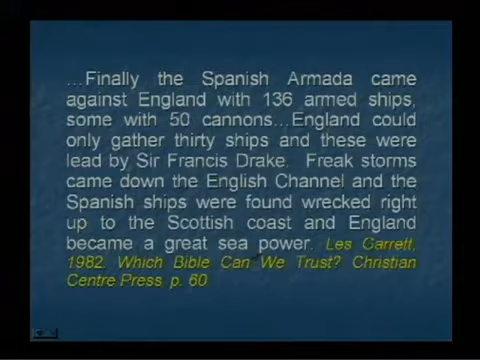 ...Finally the Spanish Armada came
against England with 136 armed ships,
some with 50 cannons...England could
only gather thirty ships and these were
lead by Sir Francis Drake. Freak storms
came down the English Channel and the
Spanish ships were found wrecked right
up to the Scottish coast and England
became a great sea power. Les Garrett,
1982. Which Bible Can We Trust? Christian
Centre Press p. 60